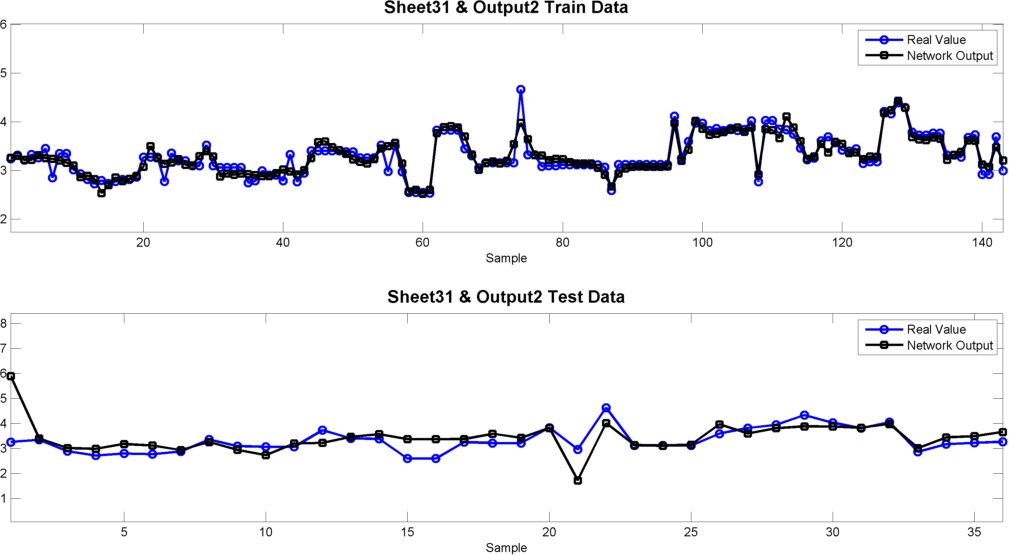 Sheet31 & Output2 Train Data
6
5
4
3
2
Real Value
Network Output
20 40 60 80 100 120 140
Sample
Sheet31 & Output2 Test Data
8
7
6
5
4
3
2
1
Real Value
Network Output
5 10 15 20 25 30 35
Sample